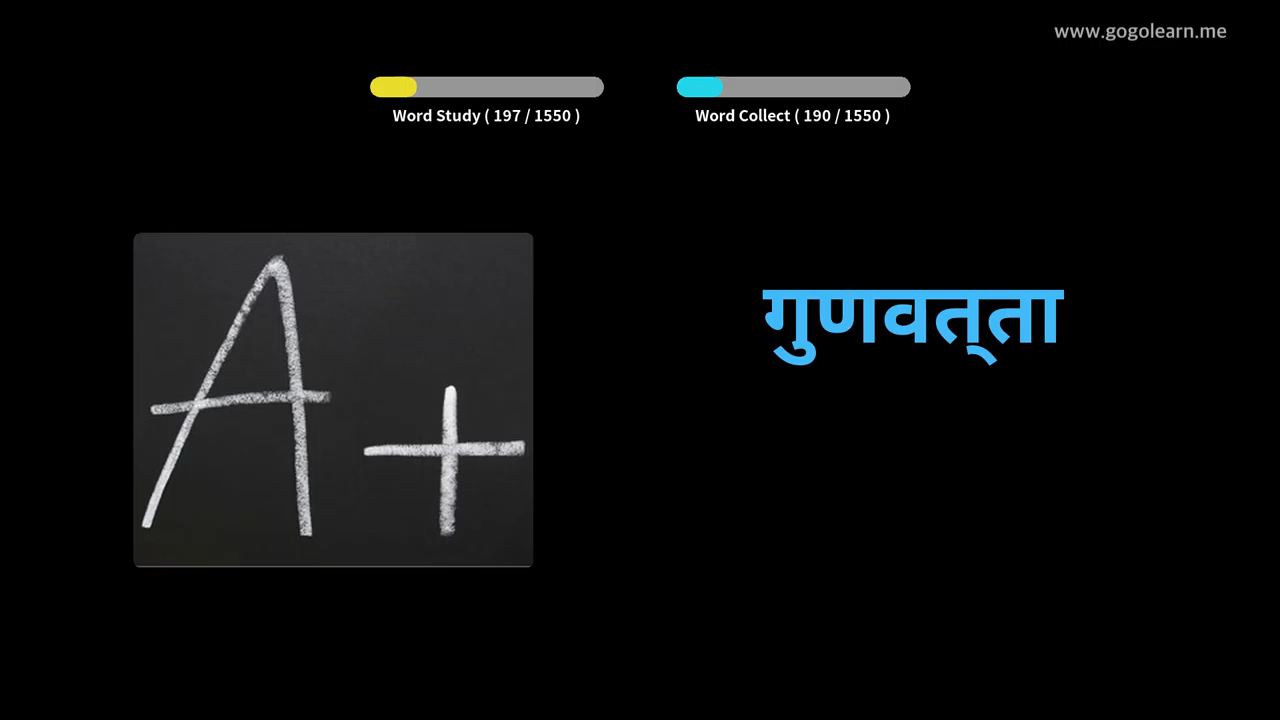 www.gogolearn.me
Word Study ( 197 / 1550 )
Word Collect ( 190 / 1550 )
A+
गुणवत्‌ता